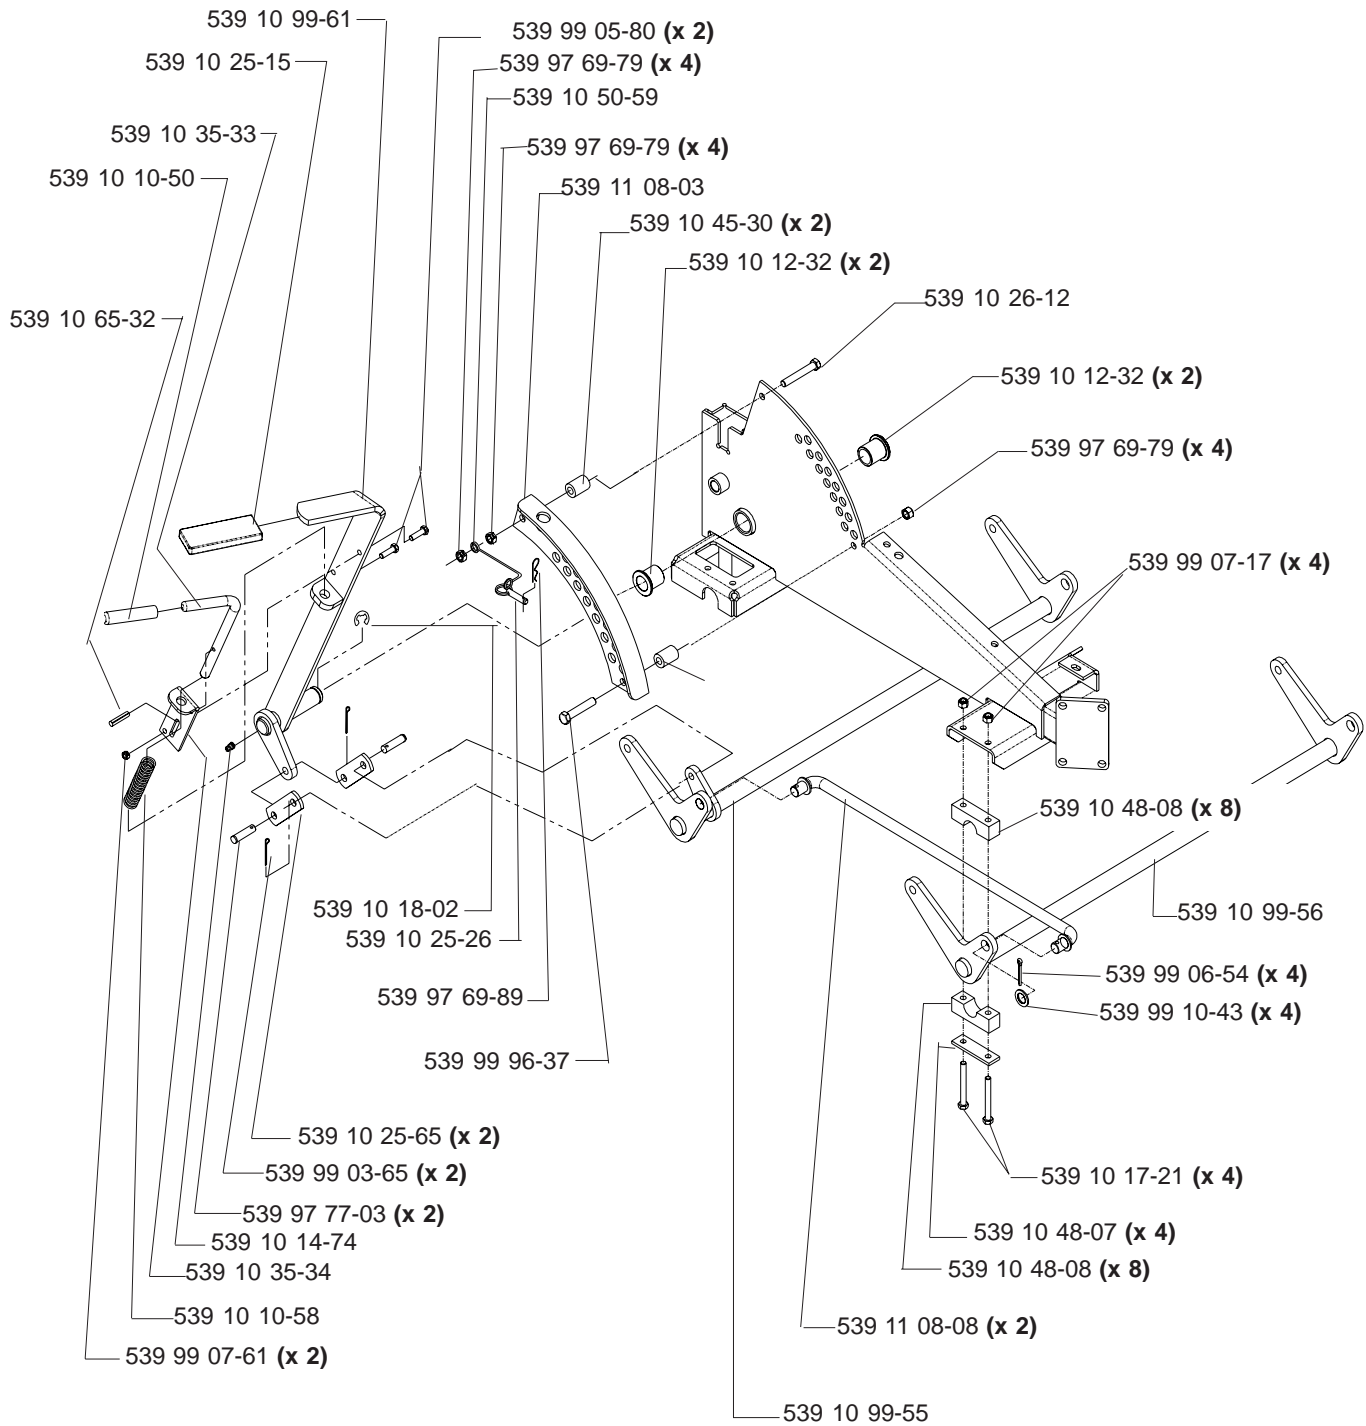 539 10 99-61
539 99 05-80 (x 2)
539 10 25-15
539 97 69-79 (x 4)
539 10 50-59
539 10 35-33
539 97 69-79 (x 4)
539 10 10-50
539 11 08-03
539 10 45-30 (x 2)
539 10 12-32 (x 2)
539 10 26-12
539 10 65-32
539 10 12-32 (x 2)
539 97 69-79 (x 4)
539 99 07-17 (x 4)
539 10 48-08 (x 8)
539 10 18-02
539 10 99-56
539 10 25-26
539 99 06-54 (x 4)
539 97 69-89
539 99 10-43 (x 4)
539 99 96-37
539 10 25-65 (x 2)
539 99 03-65 (x 2)
539 10 17-21 (x 4)
539 97 77-03 (x 2)
539 10 48-07 (x 4)
539 10 14-74
539 10 48-08 (x 8)
539 10 35-34
539 10 10-58
539 11 08-08 (x 2)
539 99 07-61 (x 2)
539 10 99-55